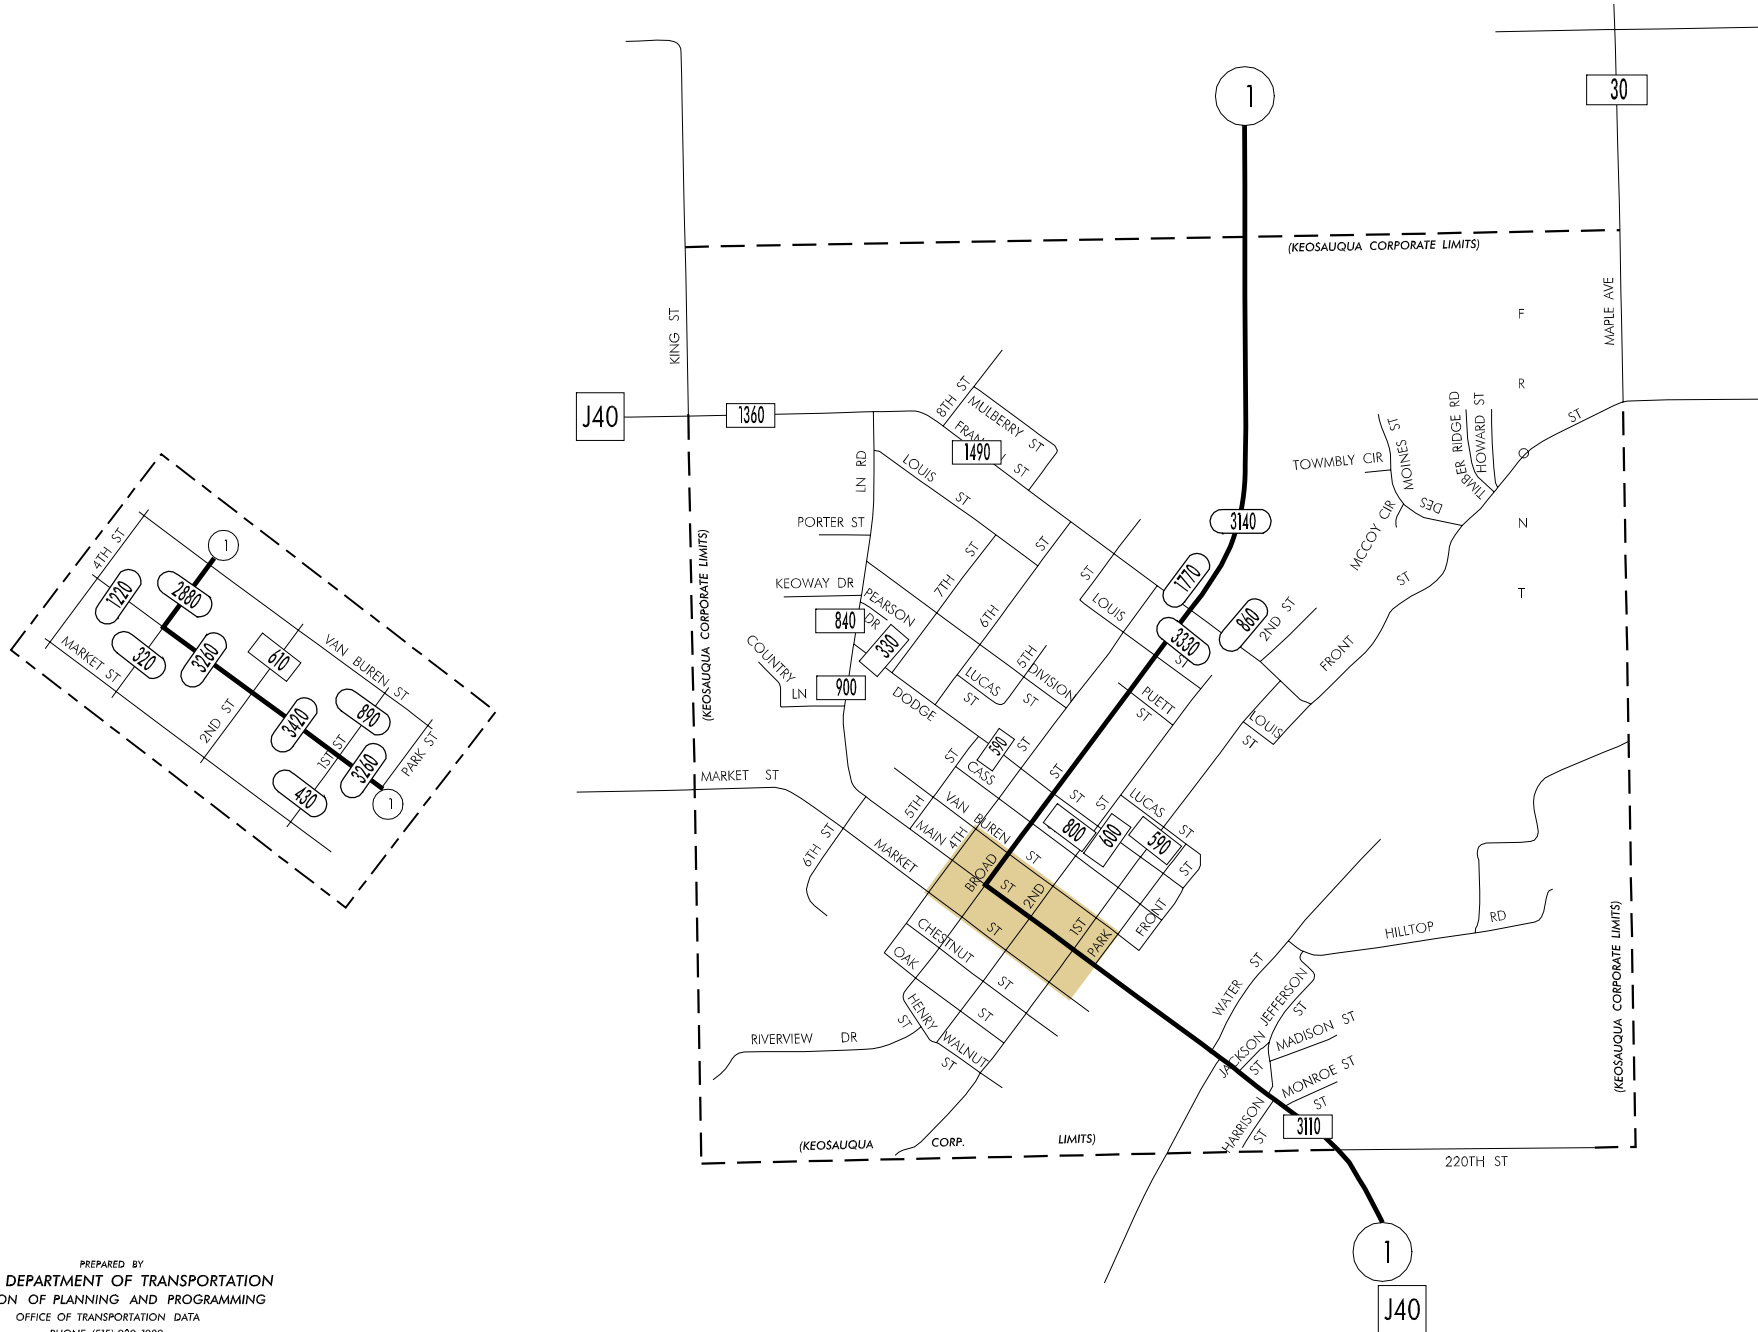 1
30
(KEOSAUQUA CORPORATE LIMITS)
KING ST
MAPLE AVE
F
R
N
T
J40
1360
8TH ST
MULBERRY ST
ST
1490
LN RD
LOUIS ST
PORTER ST
KEOWAY DR
PEARSON DR
840
330
COUNTRY LN
900
7TH ST
6TH ST
5TH ST
DIVISION ST
LUCAS ST
DODGE ST
590
CASS ST
(KEOSAUQUA CORPORATE LIMITS)
3140
1770
3330
860
2ND ST
LOUIS ST
PUETT ST
LOUIS ST
FRONT ST
TOWMBLY CIR
DES MOINES ST
MCCOY CIR
TIMBER RIDGE RD
HOWARD ST
ST
MARKET ST
6TH ST
5TH ST
VAN BUREN ST
MAIN ST
4TH ST
MARKET ST
BROAD
2ND ST
1ST
PARK
FRONT ST
LUCAS ST
800
600
590
CHESTNUT ST
OAK ST
HENRY ST
WALNUT ST
RIVERVIEW DR
WATER ST
HILLTOP RD
JEFFERSON ST
JACKSON ST
MADISON ST
MONROE ST
HARRISON ST
ST
3110
(KEOSAUQUA CORPORATE LIMITS)
(KEOSAUQUA CORP. LIMITS)
220TH ST
1
J40
4TH ST
1
1220
2880
320
3260
610
MARKET ST
VAN BUREN ST
2ND ST
3420
890
1ST ST
3260
430
PARK ST
1
PREPARED BY
DEPARTMENT OF TRANSPORTATION
ON OF PLANNING AND PROGRAMMING
OFFICE OF TRANSPORTATION DATA